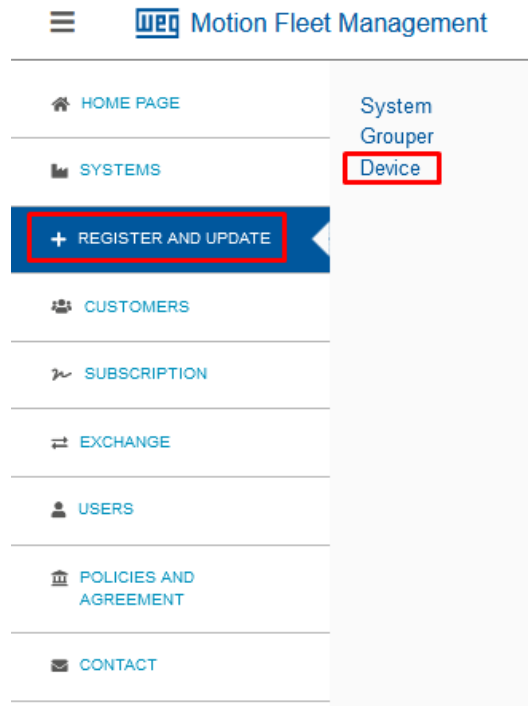 WEG Motion Fleet Management
HOME PAGE
SYSTEMS
REGISTER AND UPDATE
CUSTOMERS
SUBSCRIPTION
EXCHANGE
USERS
POLICIES AND
AGREEMENT
CONTACT
System
Grouper
Device